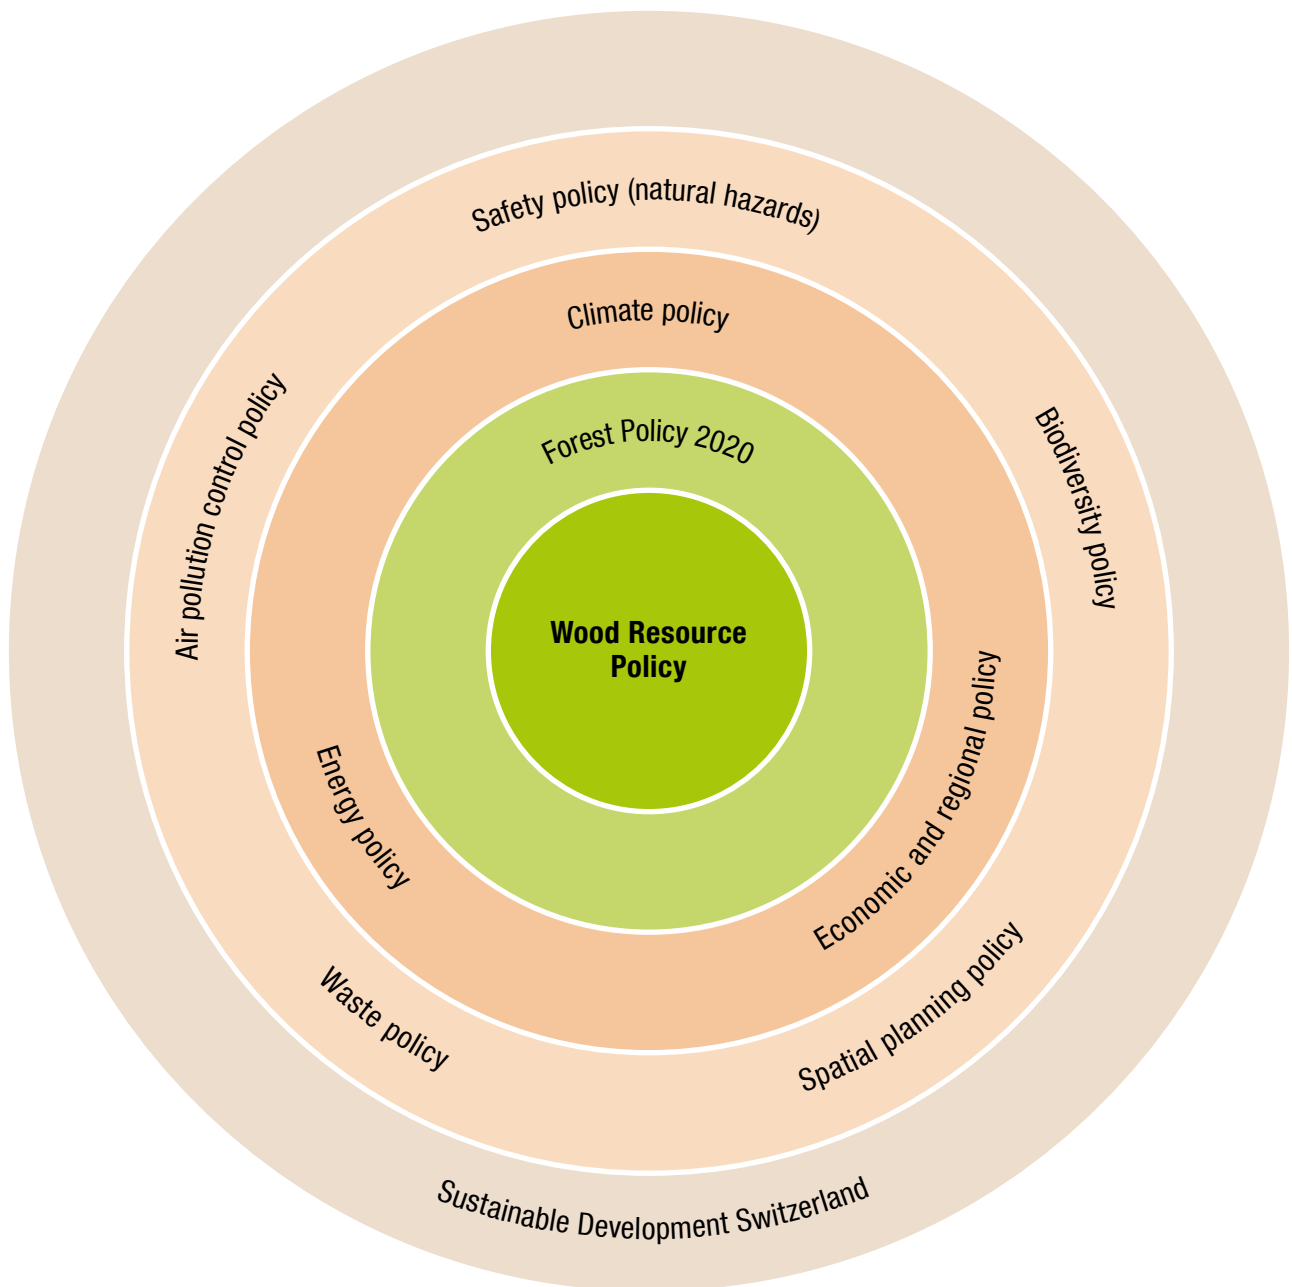 Safety policy (natural hazards)
Climate policy
Forest Policy 2020
Air pollution control policy
Biodiversity policy
Wood Resource
Policy
Energy policy
Economic and regional policy
Waste policy
Spatial planning policy
Sustainable Development Switzerland